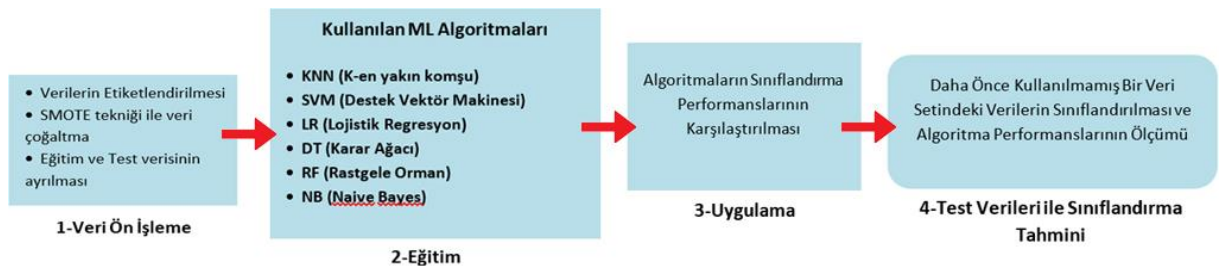 • Verilerin Etiketlendirilmesi
• SMOTE tekniği ile veri
çoğaltma
• Eğitim ve Test verisinin
ayrılması
1-Veri Ön İşleme
Kullanılan ML Algoritmaları
• KNN (K-en yakın komşu)
• SVM (Destek Vektör Makinesi)
• LR (Lojistik Regresyon)
• DT (Karar Ağacı)
• RF (Rastgele Orman)
• NB (Naive Bayes)
2-Eğitim
Algoritmaların Sınıflandırma
Performanslarının
Karşılaştırılması
3-Uygulama
Daha Önce Kullanılmamış Bir Veri
Setindeki Verilerin Sınıflandırılması ve
Algoritma Performanslarının Ölçümü
4-Test Verileri ile Sınıflandırma
Tahmini